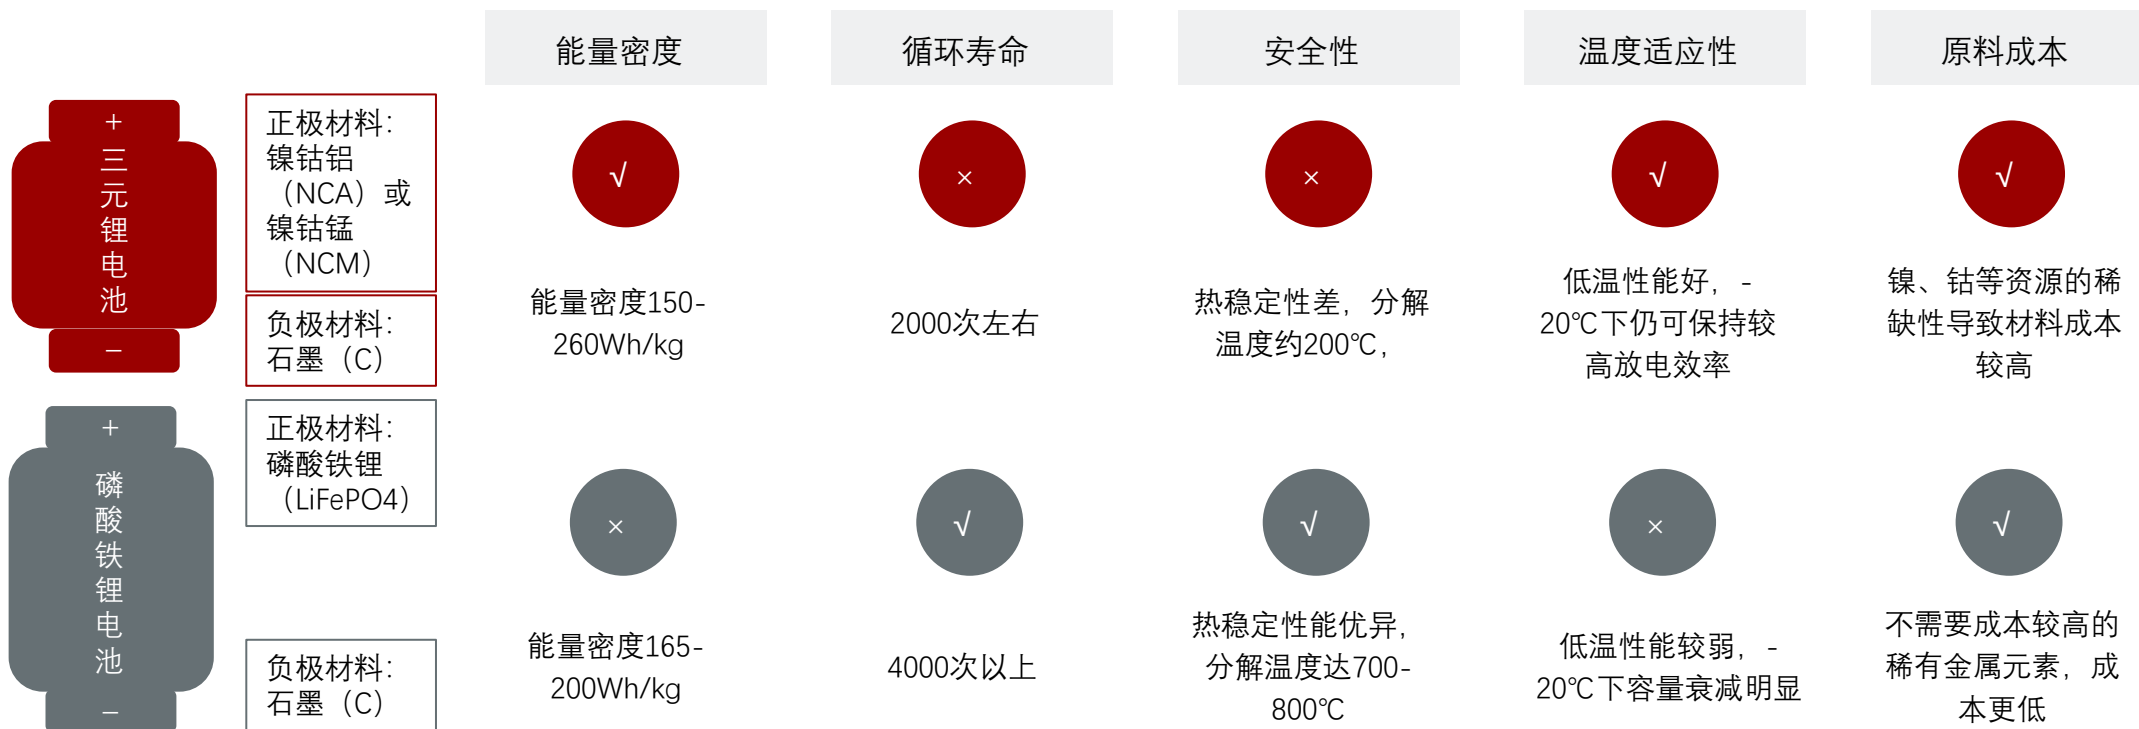 能量密度
循环寿命
安全性
温度适应性
原料成本
+
三
元
锂
电
池
−
正极材料：
镍钴铝
（NCA）或
镍钴锰
（NCM）
负极材料：
石墨（C）
√
×
×
√
√
能量密度150-
260Wh/kg
2000次左右
热稳定性差，分解
温度约200℃，
低温性能好，-
20℃下仍可保持较
高放电效率
镍、钴等资源的稀
缺性导致材料成本
较高
+
磷
酸
铁
锂
电
池
−
正极材料：
磷酸铁锂
（LiFePO4）
负极材料：
石墨（C）
×
√
√
×
√
能量密度165-
200Wh/kg
4000次以上
热稳定性能优异，
分解温度达700-
800℃
低温性能较弱，-
20℃下容量衰减明显
不需要成本较高的
稀有金属元素，成
本更低